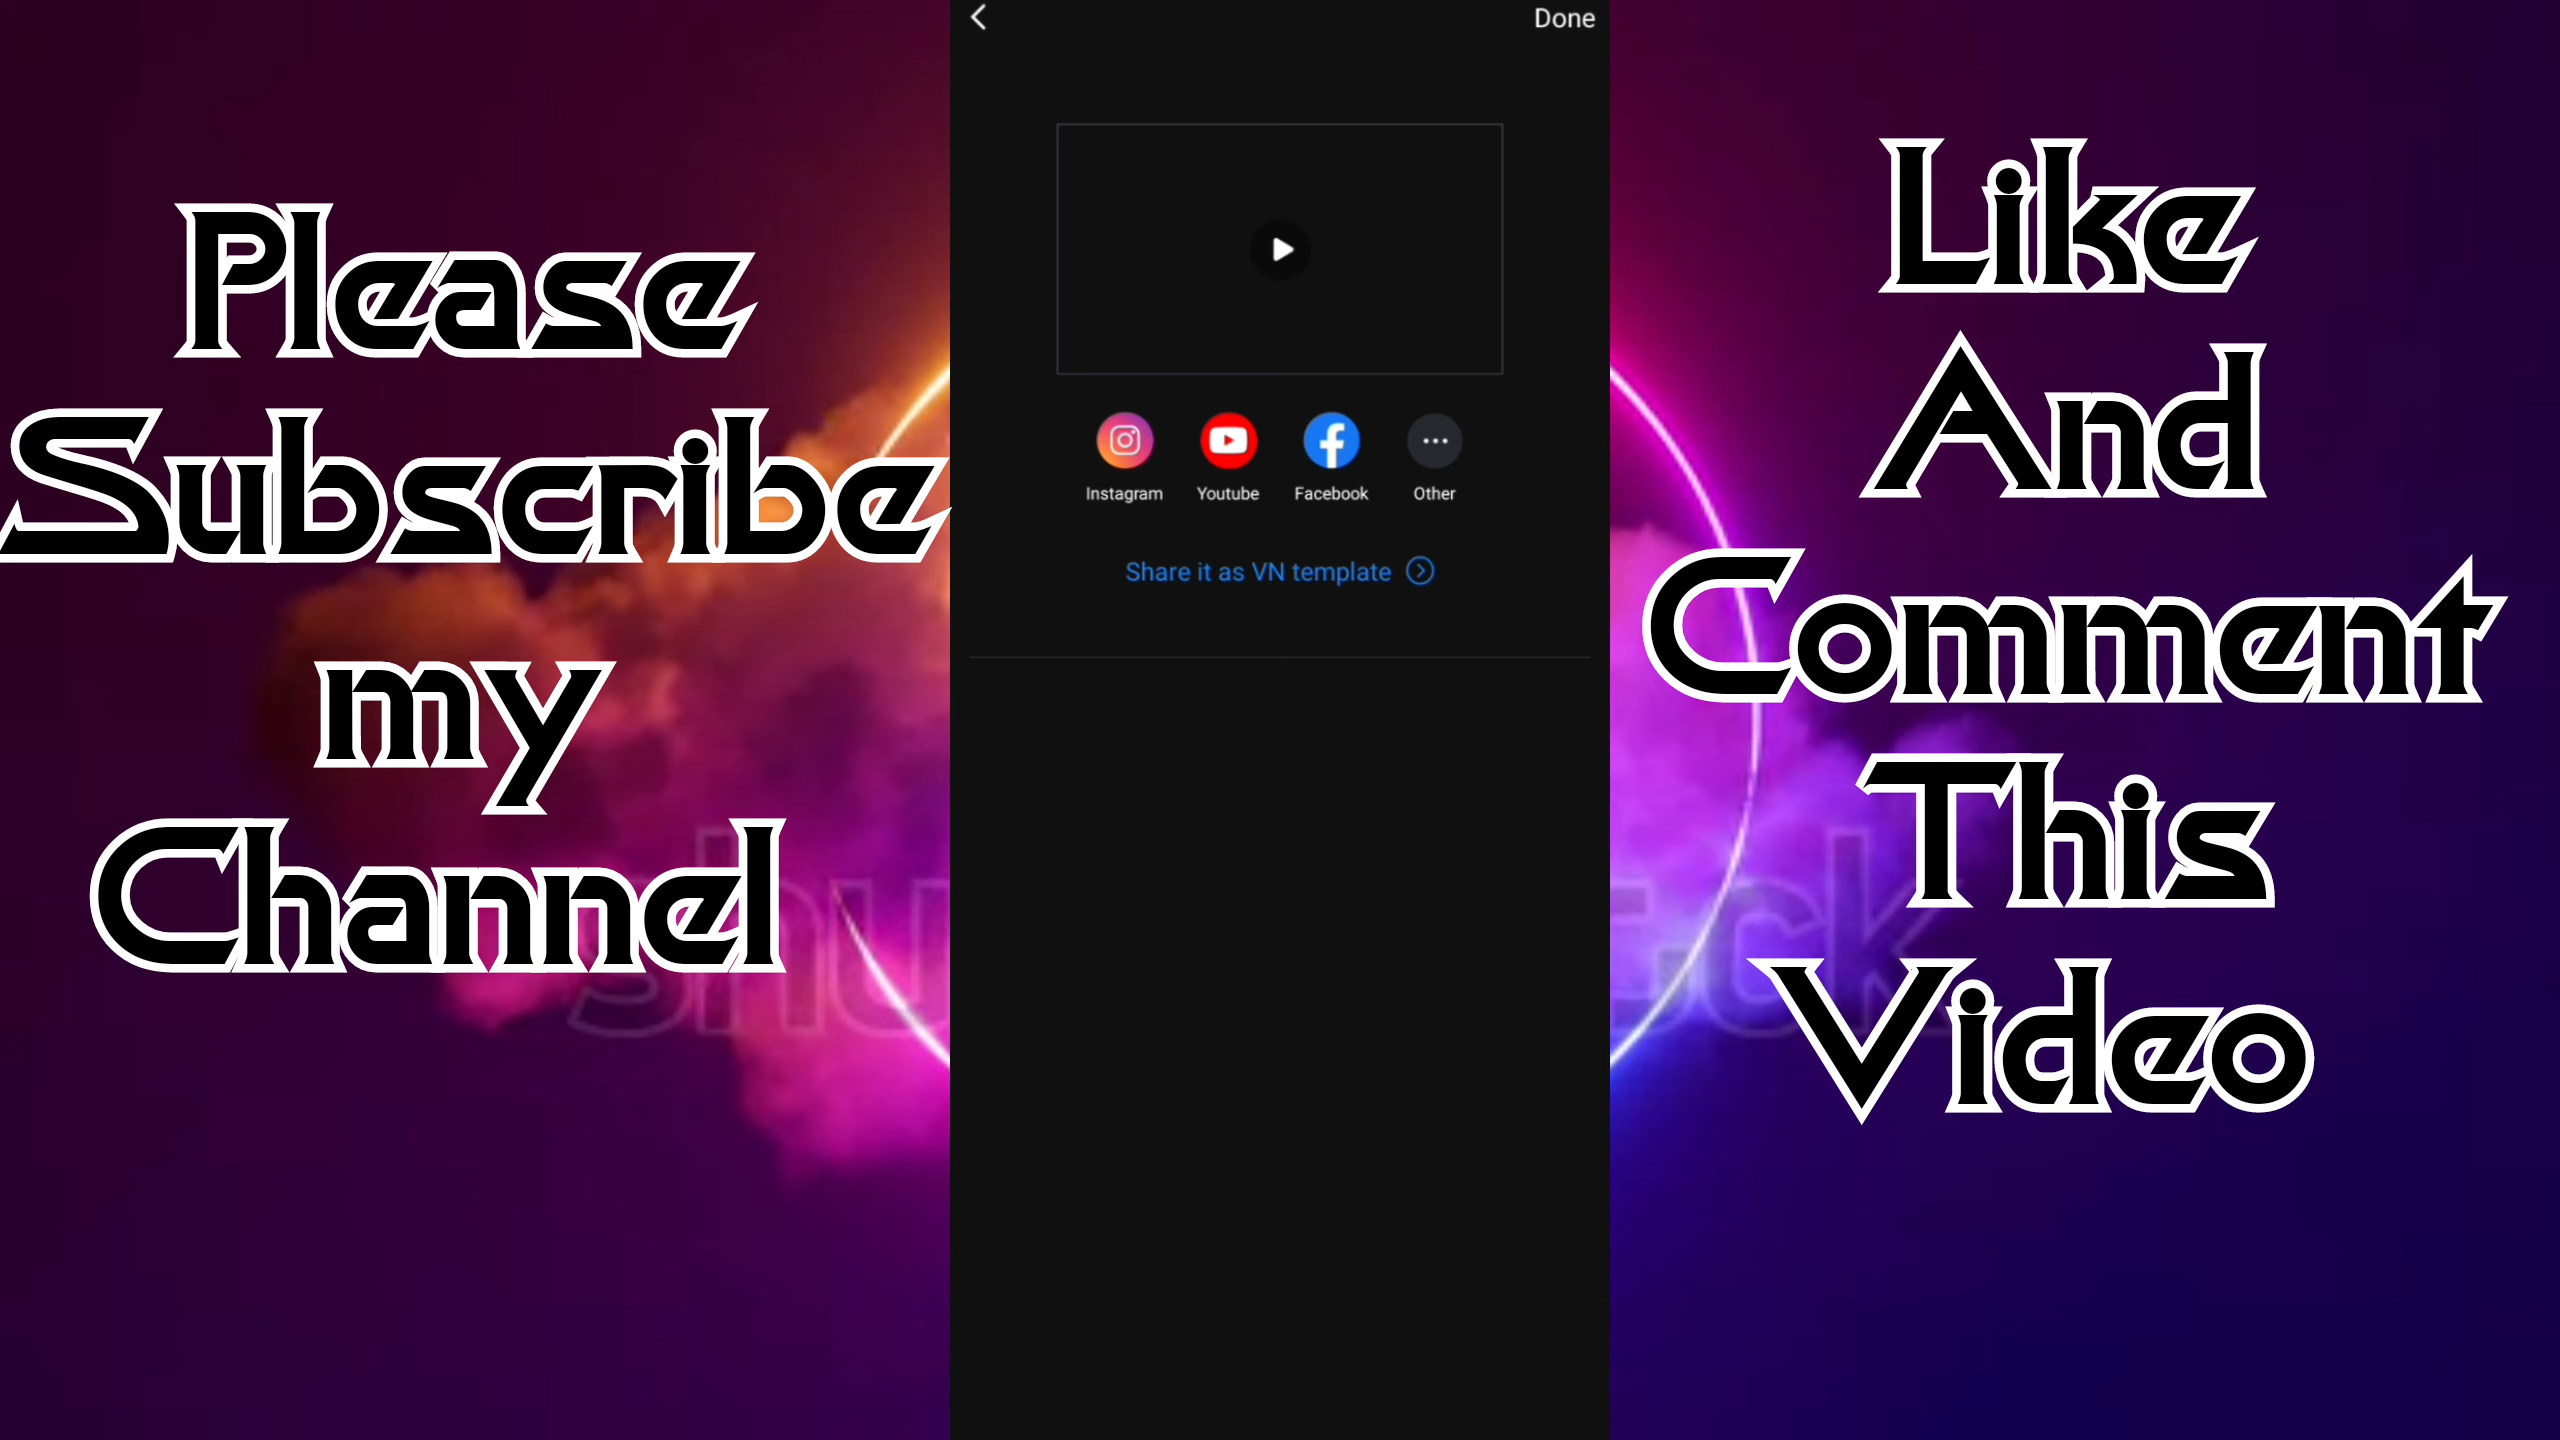 Please
Subscribe
my
Channel
Done
Instagram
Youtube
Facebook
Other
Share it as VN template
Like
And
Comment
This
Video